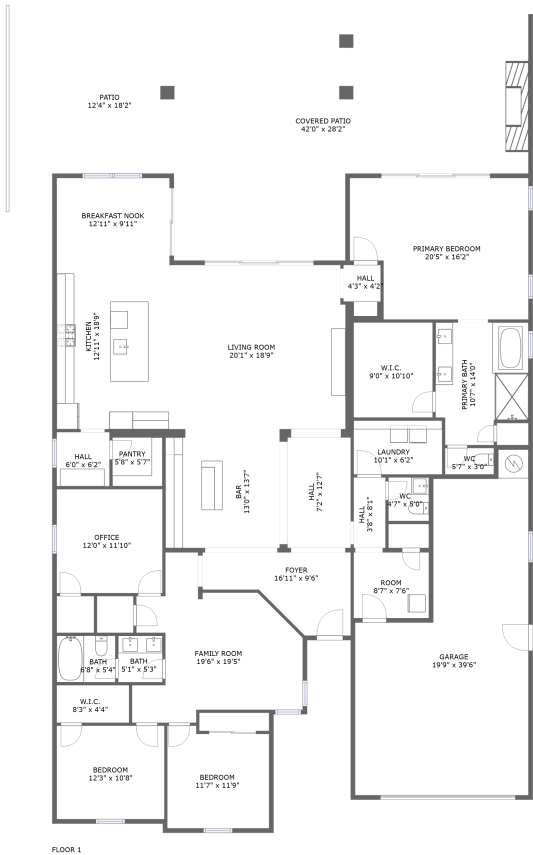 PATIO
12'4" x 18'2"
COVERED PATIO
42'0" x 28'2"
BREAKFAST NOOK
12'11" x 9'11"
PRIMARY BEDROOM
20'5" x 16'2"
HALL
4'3" x 4'2"
KITCHEN
12'11" x 18'9"
LIVING ROOM
20'1" x 18'9"
W.I.C.
9'0" x 10'10"
PRIMARY BATH
10'7" x 14'0"
HALL
6'0" x 6'2"
PANTRY
5'8" x 5'7"
LAUNDRY
10'1" x 6'2"
WC
5'7" x 3'0"
BAR
13'0" x 13'7"
HALL
7'2" x 12'7"
HALL
3'8" x 8'1"
WC
4'7" x 5'0"
OFFICE
12'0" x 11'10"
FOYER
16'11" x 9'6"
ROOM
8'7" x 7'6"
FAMILY ROOM
19'6" x 19'5"
GARAGE
19'9" x 39'6"
BATH
6'8" x 5'4"
BATH
5'1" x 5'3"
W.I.C.
8'3" x 4'4"
BEDROOM
12'3" x 10'8"
BEDROOM
11'7" x 11'9"
FLOOR 1